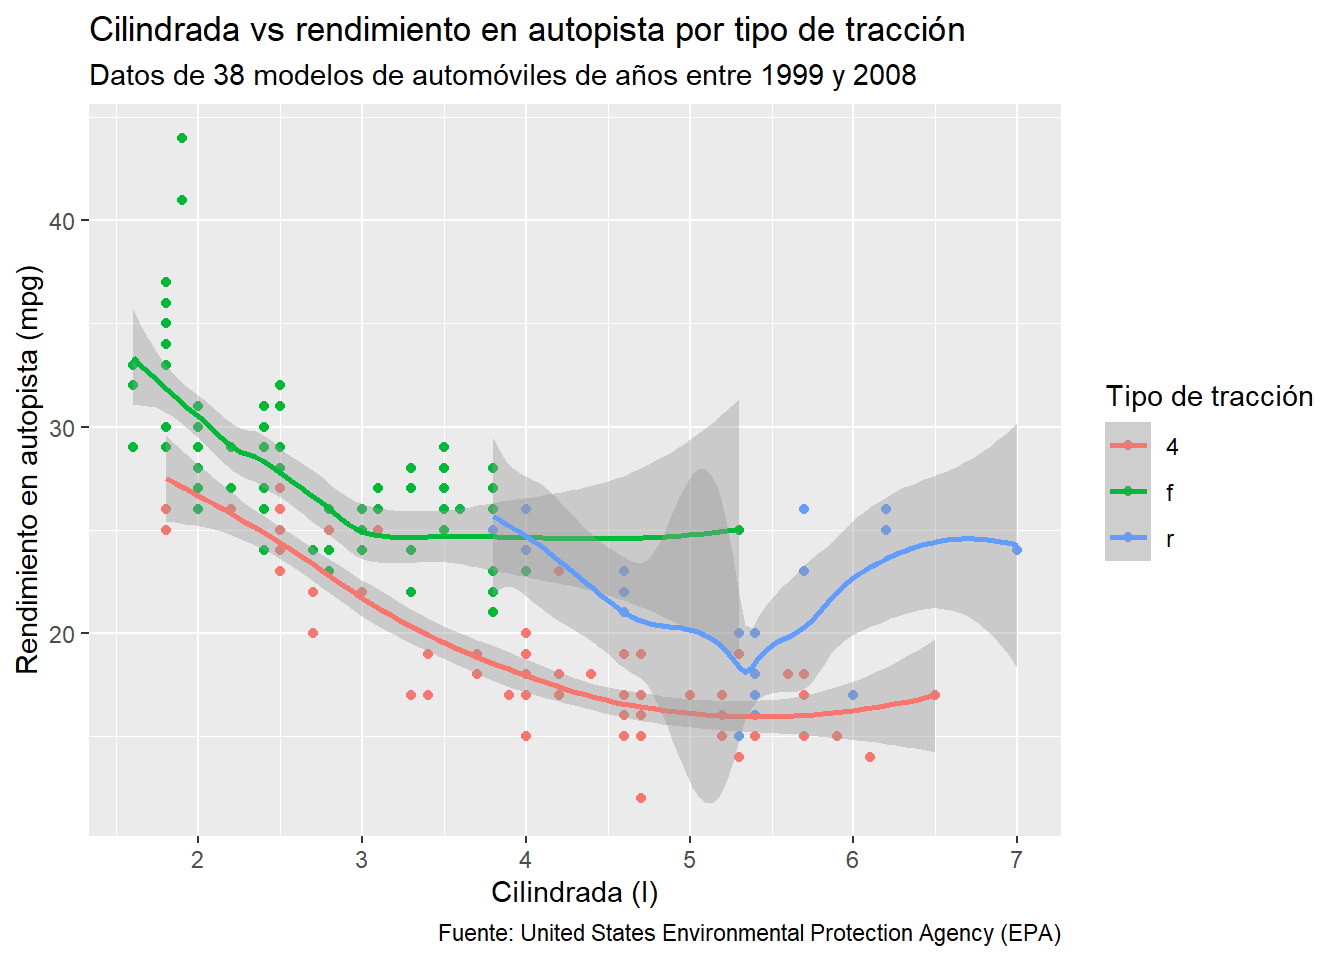 Cilindrada vs rendimiento en autopista por tipo de tracción
Datos de 38 modelos de automóviles de años entre 1999 y 2008
Rendimiento en autopista (mpg)
40
30
20
2 3 4 5 6 7
Cilindrada (l)
Tipo de tracción
4
f
r
Fuente: United States Environmental Protection Agency (EPA)